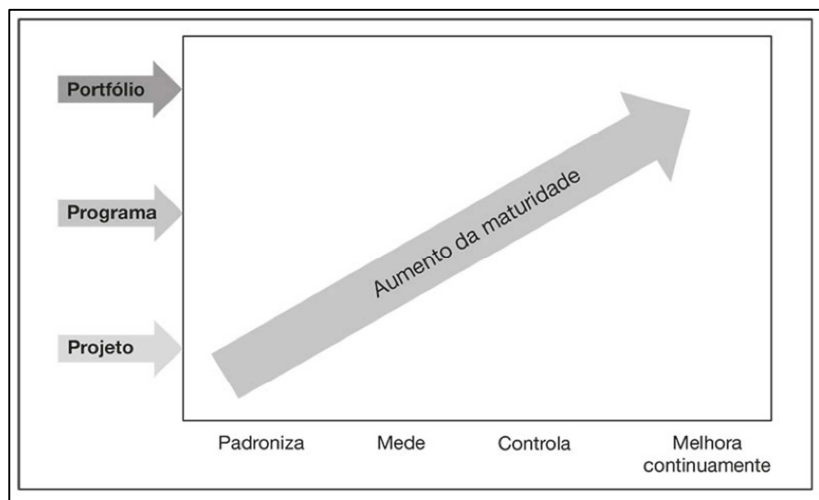 Portfólio
Programa
Projeto
Aumento da maturidade
Padroniza
Mede
Controla
Melhora
continuamente